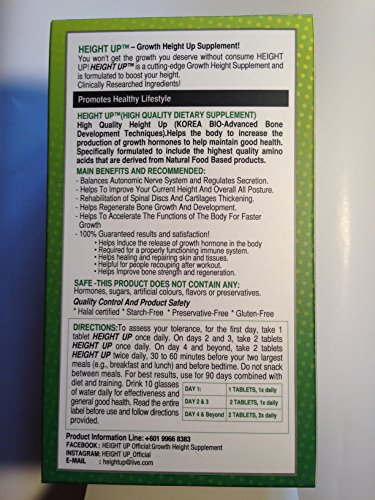 HEIGHT UP™ – Growth Height Up Supplement!
You won't get the growth you deserve without consume HEIGHT
UP! HEIGHT UP™ is a cutting-edge Growth Height Supplement and
is formulated to boost your height.
Clinically Researched Ingredients!
Promotes Healthy Lifestyle
HEIGHT UP™(HIGH QUALITY DIETARY SUPPLEMENT)
High Quality Height Up (KOREA BIO-Advanced Bone
Development Techniques).Helps the body to increase the
production of growth hormones to help maintain good health.
Specifically formulated to include the highest quality amino
acids that are derived from Natural Food Based products.
MAIN BENEFITS AND RECOMMENDED:
- Balances Autonomic Nerve System and Regulates Secretion.
- Helps To Improve Your Current Height And Overall All Posture.
- Rehabilitation of Spinal Discs And Cartilages Thickening.
- Helps Regenerate Bone Growth And Development.
- Helps To Accelerate The Functions of The Body For Faster
Growth
- 100% Guaranteed results and satisfaction!
• Helps Induce the release of growth hormone in the body
• Required for a properly functioning immune system.
• Helps healing and repairing skin and tissues.
• Helpful for people recouping after workout.
• Helps Improve bone strength and regeneration.
SAFE -THIS PRODUCT DOES NOT CONTAIN ANY:
Hormones, sugars, artificial colours, flavors or preservatives.
Quality Control And Product Safety
* Halal certified * Starch-Free * Preservative-Free * Gluten-Free
DIRECTIONS:To assess your tolerance, for the first day, take 1
tablet HEIGHT UP once daily. On days 2 and 3, take 2 tablets
HEIGHT UP once daily. On day 4 and beyond, take 2 tablets
HEIGHT UP twice daily, 30 to 60 minutes before your two largest
meals (e.g., breakfast and lunch) and before bedtime. Do not snack
between meals. For best results, use for 90 days combined with
diet and training. Drink 10 glasses
of water daily for effectiveness and
general good health. Read the entire
label before use and follow directions
provided.
DAY 1: 1 TABLETS, 1x daily
DAY 2 & 3 2 TABLETS, 1x daily
DAY 4 & Beyond 2 TABLETS, 2x daily
Product Information Line: +601 9966 8383
FACEBOOK : HEIGHT UP Official:Growth Height Supplement
INSTAGRAM: HEIGHT UP_Official
E-MAIL : heightup@live.com